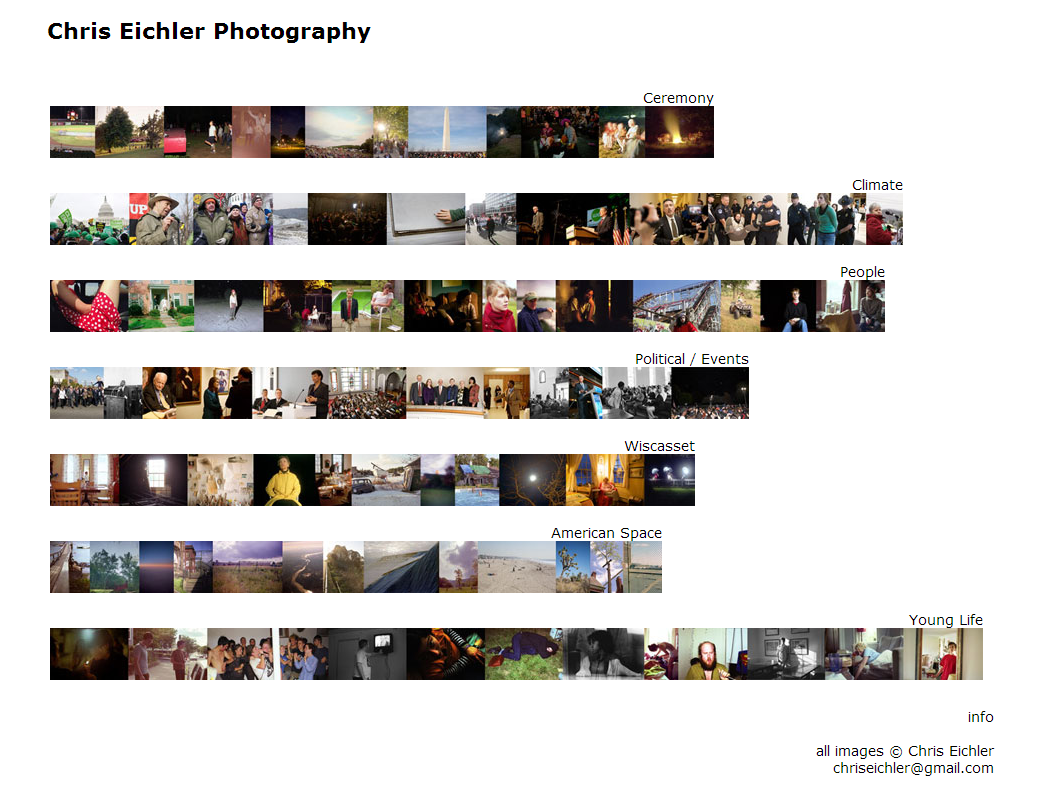 Chris Eichler Photography
Ceremony
Climate
UP
People
Political / Events
Wiscasset
American Space
Young Life
info
all images © Chris Eichler
chriseichler@gmail.com